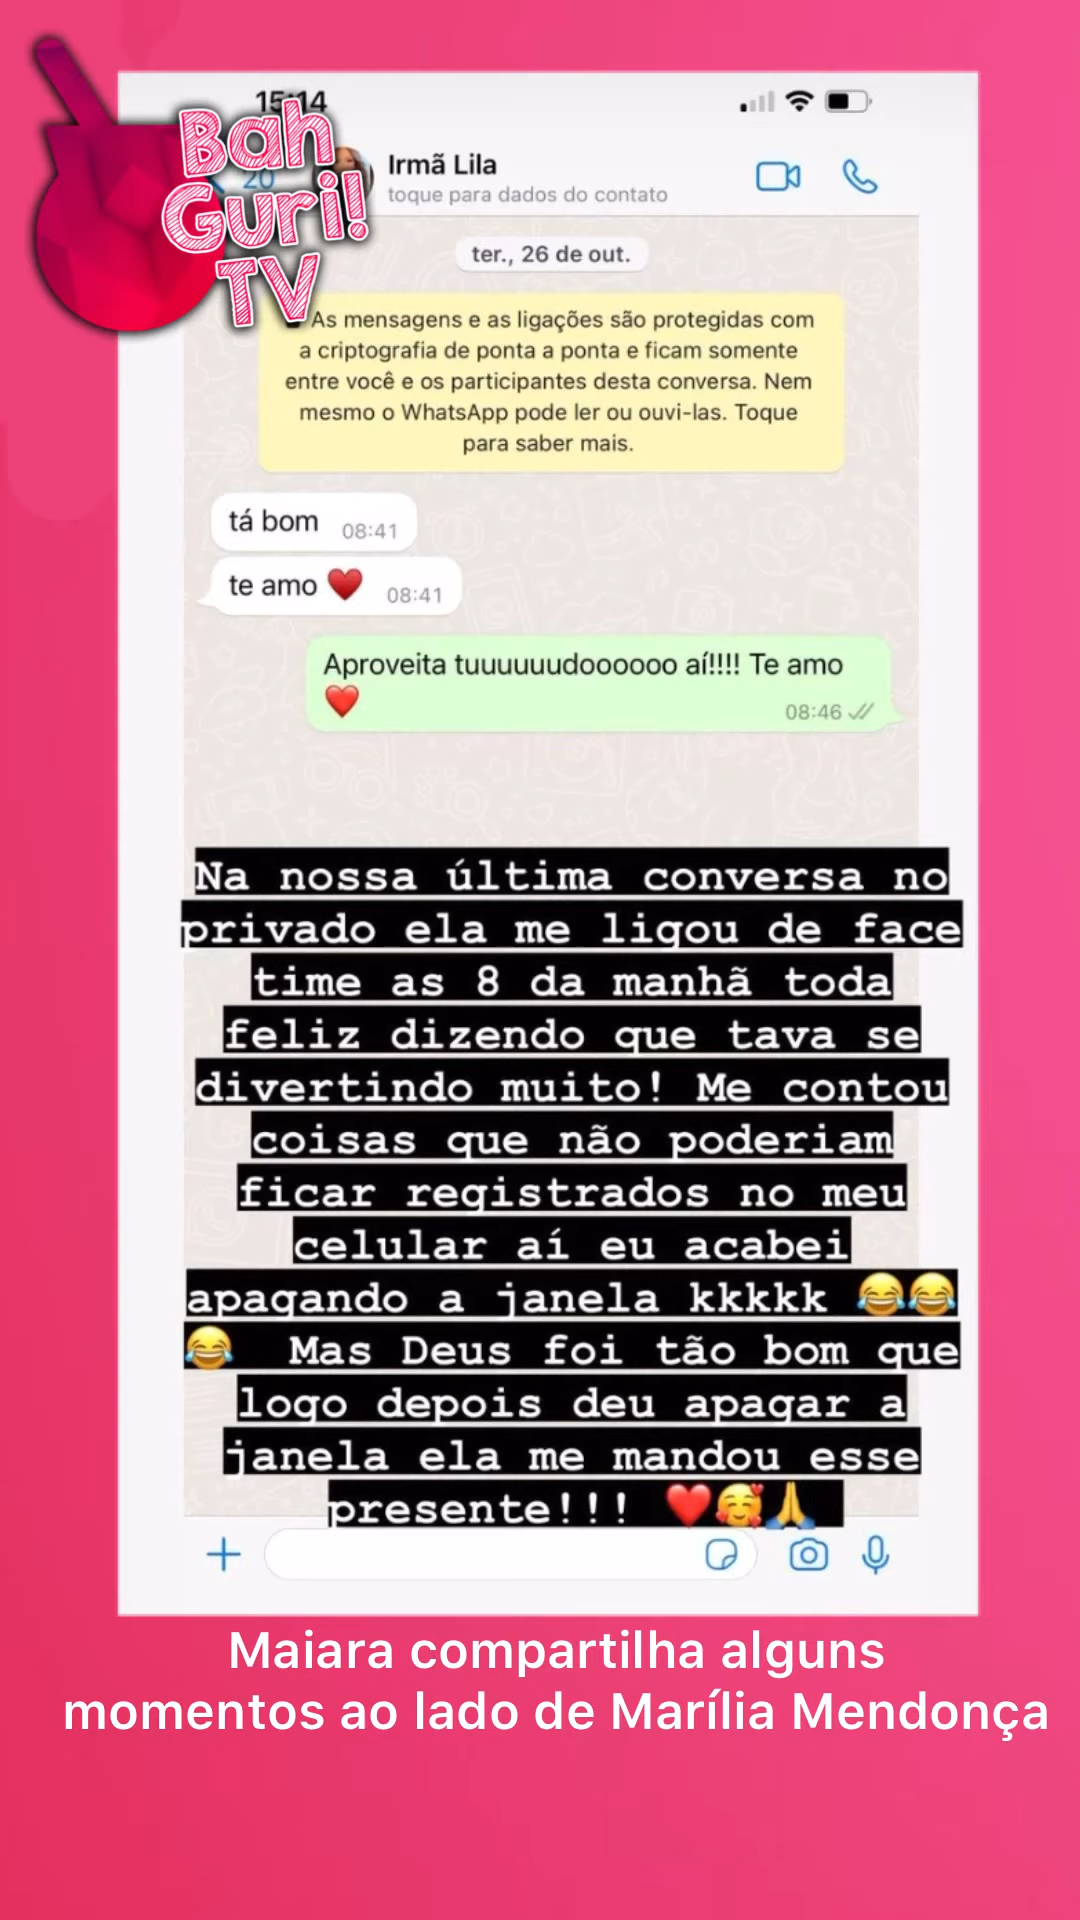 15:14
Bah
Guri!
TV
20
Irmã Lila
toque para dados do contato
ter., 26 de out.
As mensagens e as ligações são protegidas com
a criptografia de ponta a ponta e ficam somente
entre você e os participantes desta conversa. Nem
mesmo o WhatsApp pode ler ou ouvi-las. Toque
para saber mais.
tá bom 08:41
te amo ♥️ 08:41
Aproveita tuuuuuudoooooo aí!!!! Te amo
❤️ 08:46
Na nossa última conversa no
privado ela me ligou de face
time as 8 da manhã toda
feliz dizendo que tava se
divertindo muito! Me contou
coisas que não poderiam
ficar registrados no meu
celular aí eu acabei
apagando a janela kkkkk 😂😂
😂 Mas Deus foi tão bom que
logo depois deu apagar a
janela ela me mandou esse
presente!!! ❤️🥰🙏
Maiara compartilha alguns
momentos ao lado de Marília Mendonça